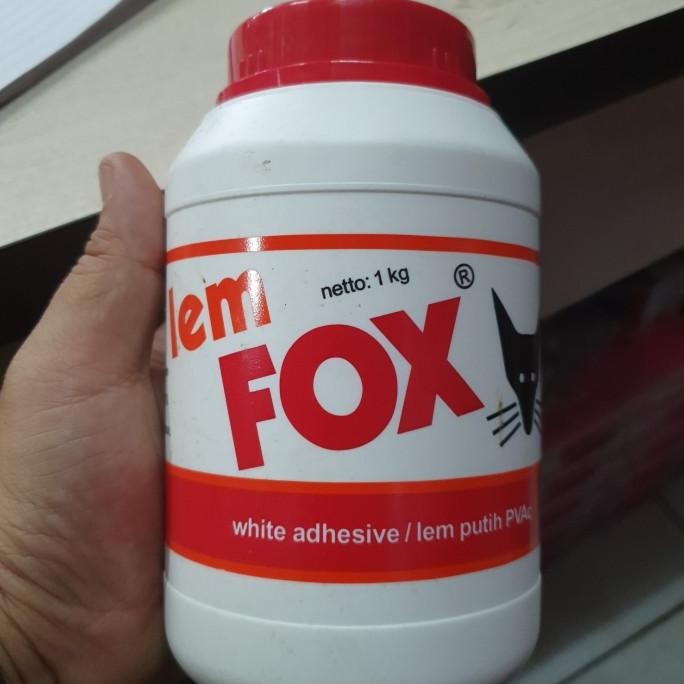 lem
netto: 1 kg
®
FOX
white adhesive / lem putih PVAc